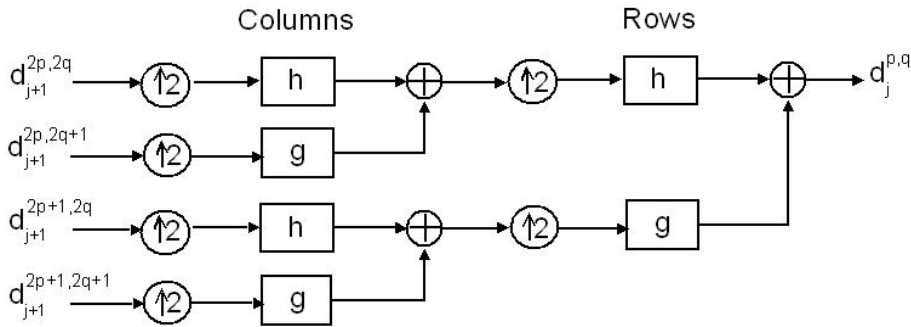 Columns Rows
d_{j+1}^{2p,2q} ↑2 h + ↑2 h + d_j^{p,q}
d_{j+1}^{2p,2q+1} ↑2 g
d_{j+1}^{2p+1,2q} ↑2 h + ↑2 g
d_{j+1}^{2p+1,2q+1} ↑2 g